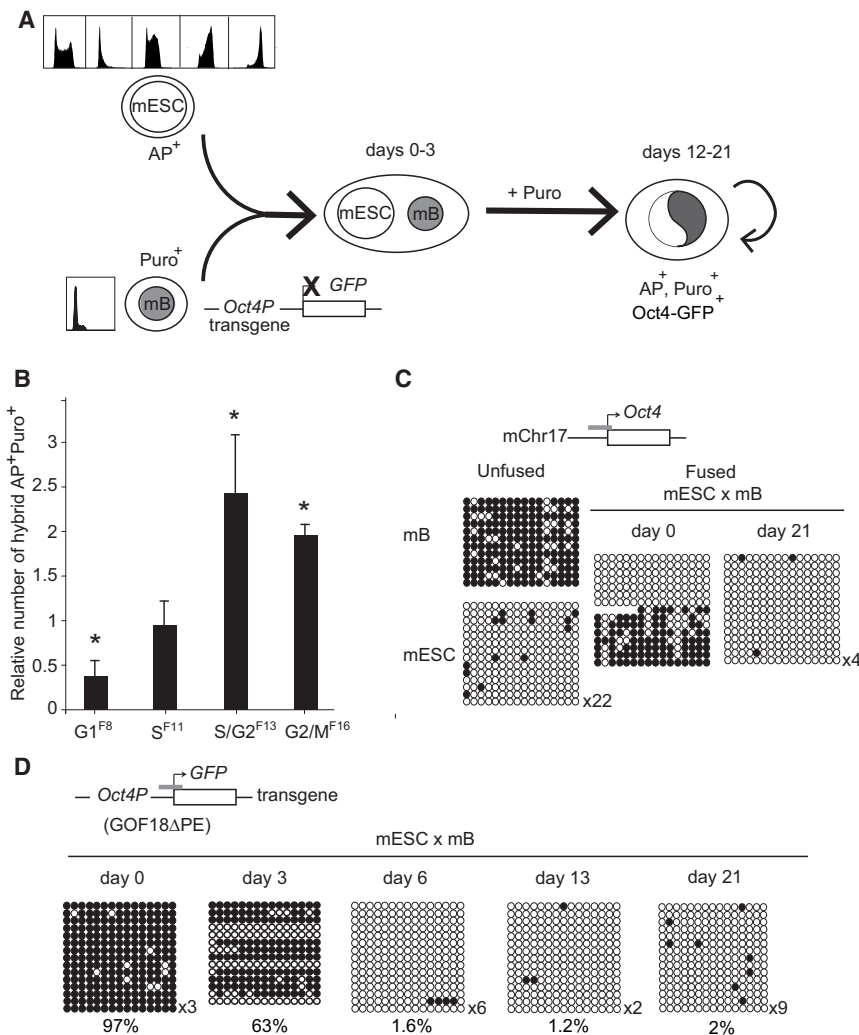 A
mESC
AP+
Puro+
mB
Oct4P
transgene
X
GFP
days 0-3
mESC
mB
+ Puro
days 12-21
AP+, Puro+
Oct4-GFP+
B
Relative number of hybrid AP+Puro+
3
2.5
2
1.5
1
0.5
0
*
*
*
G1F8
SF11
S/G2F13
G2/MF16
C
mChr17
Oct4
Unfused
Fused
mESC x mB
mB
day 0
day 21
mESC
x22
x4
D
Oct4P
GFP
transgene
(GOF18ΔPE)
mESC x mB
day 0
day 3
day 6
day 13
day 21
x3
x6
x2
x9
97%
63%
1.6%
1.2%
2%